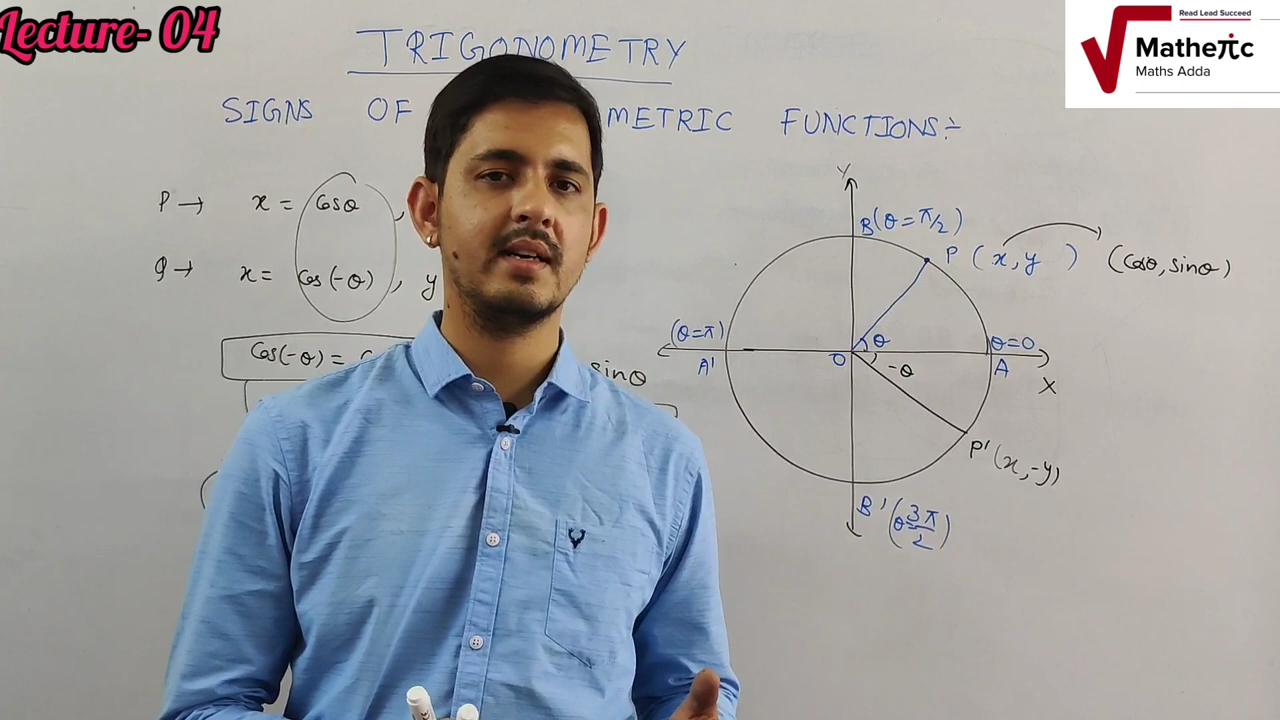 Lecture- 04
Read Lead Succeed
Matheπc
Maths Adda
TRIGONOMETRY
SIGNS OF METRIC FUNCTIONS:-
P → x = Cosθ,
Q → x = Cos(-θ), y
Cos(-θ) =
sinθ
Y
B(θ = π/2)
P (x, y) (Cosθ, sinθ)
(θ=π)
θ
θ=0
A'
O
-θ
A
X
P'(x, -y)
B' (θ=3π/2)